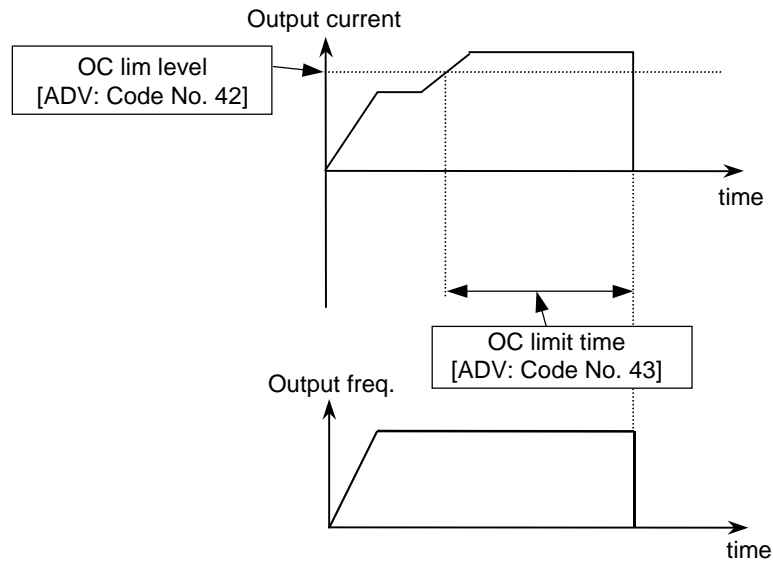 Output current
OC lim level
[ADV: Code No. 42]
time
OC limit time
[ADV: Code No. 43]
Output freq.
time